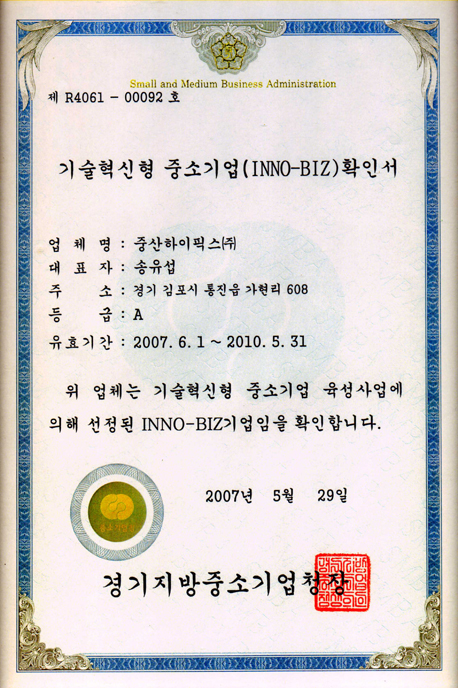 Small and Medium Business Administration
제 R4061 - 00092 호
기술혁신형 중소기업(INNO-BIZ)확인서
업 체 명 : 중산하이픽스㈜
대 표 자 : 송유섭
주 소 : 경기 김포시 통진읍 가현리 608
등 급 : A
유효기간 : 2007. 6. 1 ~ 2010. 5. 31
위 업체는 기술혁신형 중소기업 육성사업에
의해 선정된 INNO-BIZ기업임을 확인합니다.
2007년 5월 29일
경기지방중소기업청장